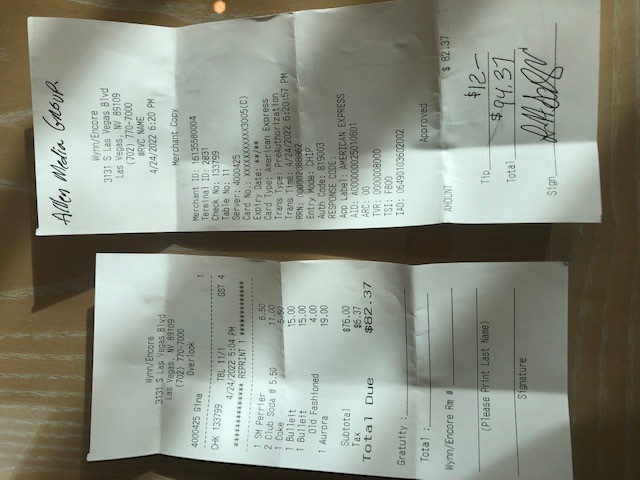 Wynn/Encore
3131 S Las Vegas Blvd
Las Vegas, NV 89109
(702) 770-7000
Overlook
4000425 Gina 1
CHK 133799 TBL 11/1 GST 4
4/24/2022 5:04 PM
************** REPRINT 1 *************
1 SM Perrier 6.50
2 Club Soda @ 5.50 11.00
1 Coke 5.50
1 Bulleit 15.00
1 Bulleit 15.00
Old Fashioned 4.00
1 Aurora 19.00
Subtotal $76.00
Tax $6.37
Total Due $82.37
Gratuity :
Total :
Wynn/Encore Rm #
(Please Print Last Name)
Signature
Allen Media Group.
Wynn/Encore
3131 S Las Vegas Blvd
Las Vegas, NV 89109
(702) 770-7000
#RVC NAME
4/24/2022 6:20 PM
Merchant Copy
Merchant ID: 16135580004
Terminal ID: 2831
Check No: 133799
Table No: 11
Server: 4000425
Card No.: XXXXXXXXXXX3005(C)
Expiry Date: **/**
Card Type: American Express
Trans Type: PreAuthorization
Trans Time: 4/24/2022 6:20:57 PM
RRN: 000002088862
Entry Mode: CHIP
Auth Code: 819003
RESPONSE CODE:
App Label: AMERICAN EXPRESS
AID: A000000025010801
ARC: 00
TVR: 0000008000
TSI: F800
IAD: 06490103602002
Approved
AMOUNT $ 82.37
Tip $12-
Total $94.37
Sign